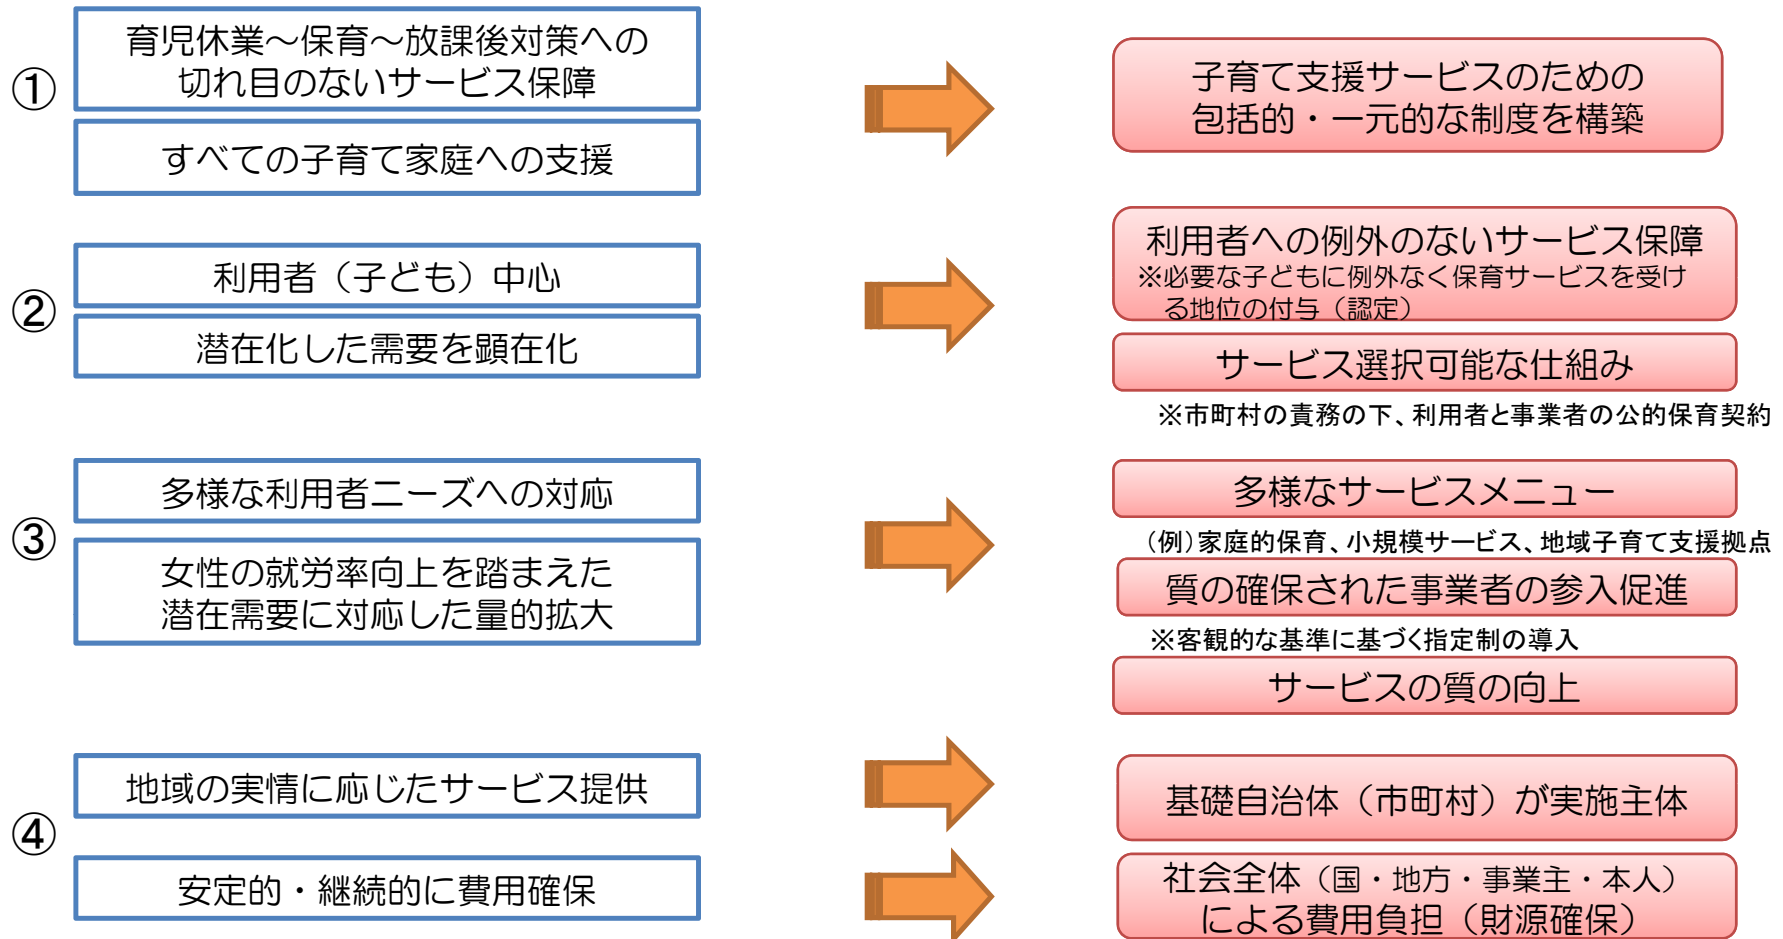 ①
育児休業～保育～放課後対策への
切れ目のないサービス保障
すべての子育て家庭への支援
子育て支援サービスのための
包括的・一元的な制度を構築
②
利用者（子ども）中心
潜在化した需要を顕在化
利用者への例外のないサービス保障
※必要な子どもに例外なく保育サービスを受け
る地位の付与（認定）
サービス選択可能な仕組み
※市町村の責務の下、利用者と事業者の公的保育契約
③
多様な利用者ニーズへの対応
女性の就労率向上を踏まえた
潜在需要に対応した量的拡大
多様なサービスメニュー
（例）家庭的保育、小規模サービス、地域子育て支援拠点
質の確保された事業者の参入促進
※客観的な基準に基づく指定制の導入
サービスの質の向上
④
地域の実情に応じたサービス提供
安定的・継続的に費用確保
基礎自治体（市町村）が実施主体
社会全体（国・地方・事業主・本人）
による費用負担（財源確保）